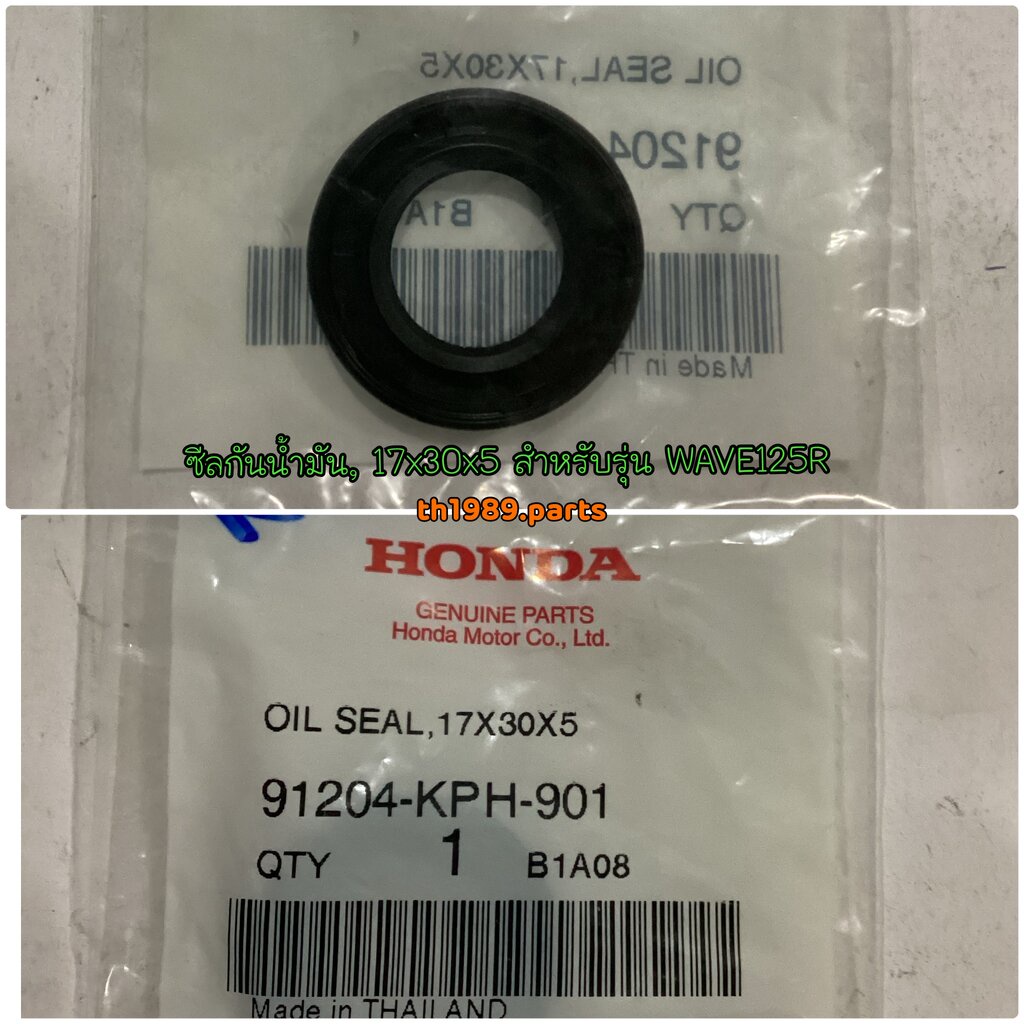 OIL SEAL,17X30X5
91204
QTY B1A
Made in TH
ซีลกันน้ำมัน, 17x30x5 สำหรับรุ่น WAVE125R
th1989.parts
HONDA
GENUINE PARTS
Honda Motor Co., Ltd.
OIL SEAL,17X30X5
91204-KPH-901
QTY 1 B1A08
Made in THAILAND